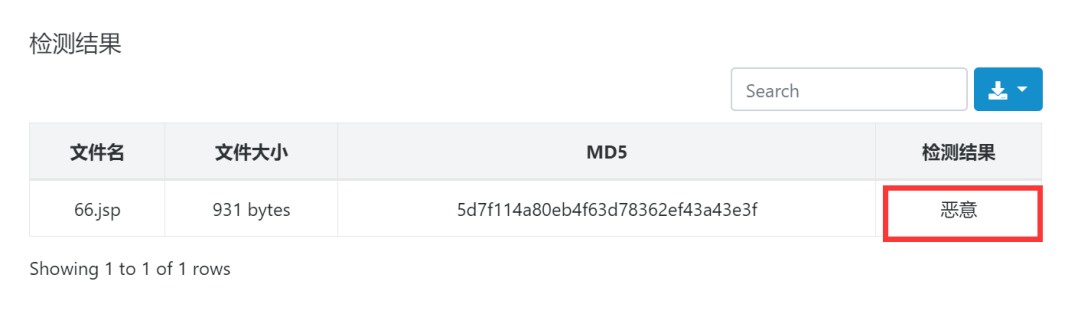 检测结果
Search
文件名 文件大小 MD5 检测结果
66.jsp 931 bytes 5d7f114a80eb4f63d78362ef43a43e3f 恶意
Showing 1 to 1 of 1 rows